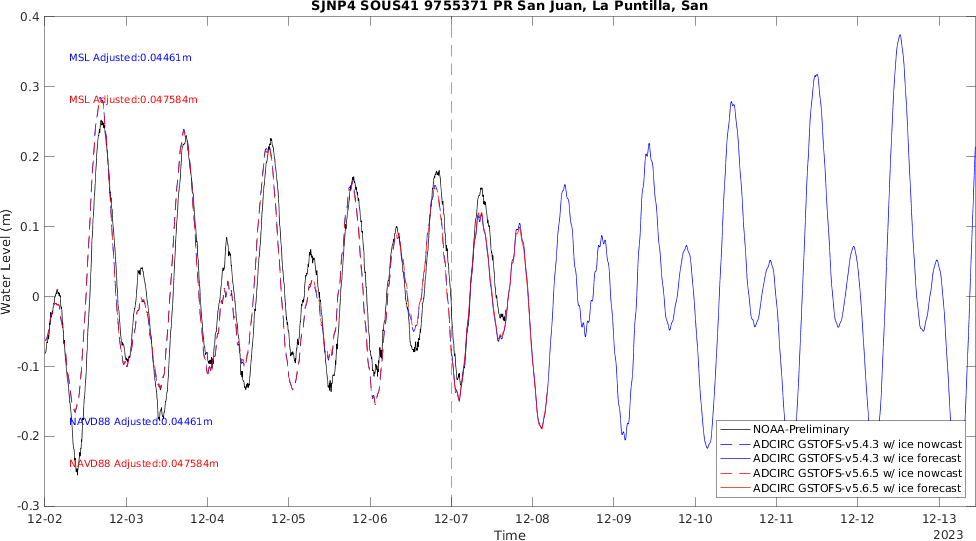 SJNP4 SOUS41 9755371 PR San Juan, La Puntilla, San
0.4
0.3
0.2
0.1
0
-0.1
-0.2
-0.3
Water Level (m)
MSL Adjusted:0.04461m
MSL Adjusted:0.047584m
NAVD88 Adjusted:0.04461m
NAVD88 Adjusted:0.047584m
NOAA-Preliminary
ADCIRC GSTOFS-v5.4.3 w/ ice nowcast
ADCIRC GSTOFS-v5.4.3 w/ ice forecast
ADCIRC GSTOFS-v5.6.5 w/ ice nowcast
ADCIRC GSTOFS-v5.6.5 w/ ice forecast
12-02 12-03 12-04 12-05 12-06 12-07 12-08 12-09 12-10 12-11 12-12 12-13
Time
2023